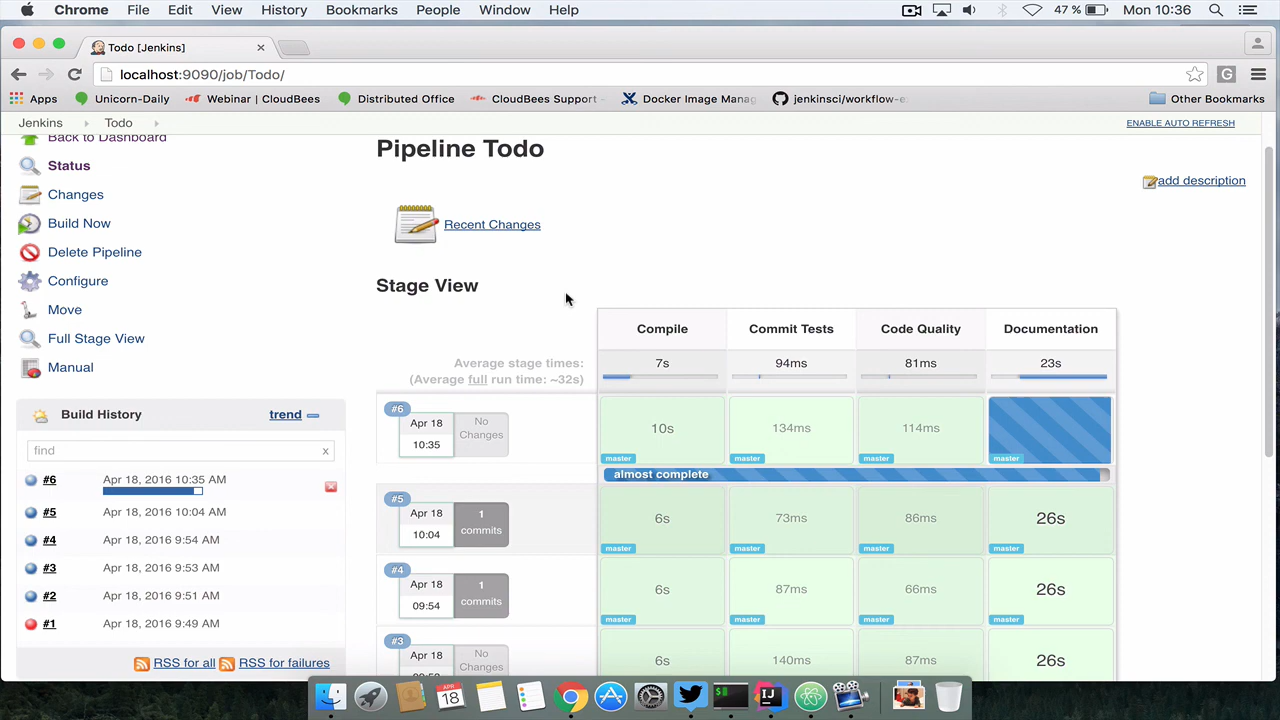 Chrome File Edit View History Bookmarks People Window Help 47 % Mon 10:36
Todo [Jenkins]
localhost:9090/job/Todo/
Apps Unicorn-Daily Webinar | CloudBees Distributed Office CloudBees Support - Docker Image Manag jenkinsci/workflow-e Other Bookmarks
Jenkins Todo ENABLE AUTO REFRESH
Back to Dashboard
Status
Changes
Build Now
Delete Pipeline
Configure
Move
Full Stage View
Manual
Build History trend
find x
#6 Apr 18, 2016 10:35 AM
#5 Apr 18, 2016 10:04 AM
#4 Apr 18, 2016 9:54 AM
#3 Apr 18, 2016 9:53 AM
#2 Apr 18, 2016 9:51 AM
#1 Apr 18, 2016 9:49 AM
RSS for all RSS for failures
Pipeline Todo
add description
Recent Changes
Stage View
Compile Commit Tests Code Quality Documentation
Average stage times: 7s 94ms 81ms 23s
(Average full run time: ~32s)
#6
Apr 18 No
10:35 Changes
10s 134ms 114ms
master master master master
almost complete
#5
Apr 18 1
10:04 commits
6s 73ms 86ms 26s
master master master master
#4
Apr 18 1
09:54 commits
6s 87ms 66ms 26s
master master master master
#3
Apr 18 No
Changes
6s 140ms 87ms 26s
APR
18
IJ